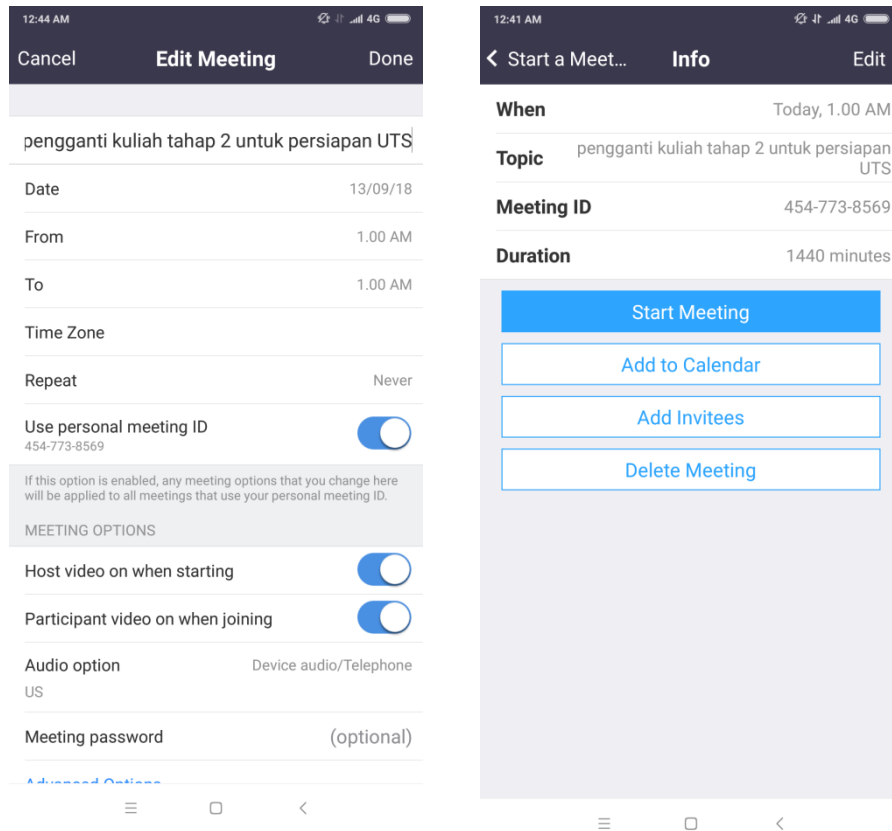 12:44 AM 4G
Cancel Edit Meeting Done
pengganti kuliah tahap 2 untuk persiapan UTS
Date 13/09/18
From 1.00 AM
To 1.00 AM
Time Zone
Repeat Never
Use personal meeting ID
454-773-8569
If this option is enabled, any meeting options that you change here
will be applied to all meetings that use your personal meeting ID.
MEETING OPTIONS
Host video on when starting
Participant video on when joining
Audio option Device audio/Telephone
US
Meeting password (optional)
Advanced Options
12:41 AM 4G
Start a Meet... Info Edit
When Today, 1.00 AM
Topic pengganti kuliah tahap 2 untuk persiapan
UTS
Meeting ID 454-773-8569
Duration 1440 minutes
Start Meeting
Add to Calendar
Add Invitees
Delete Meeting